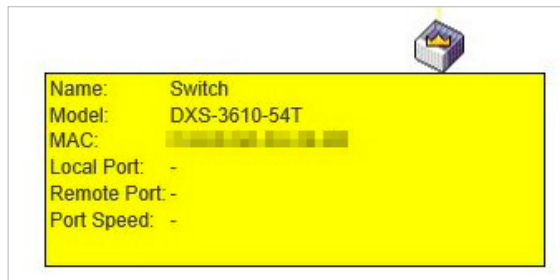 Name: Switch
Model: DXS-3610-54T
MAC:
Local Port: -
Remote Port: -
Port Speed: -